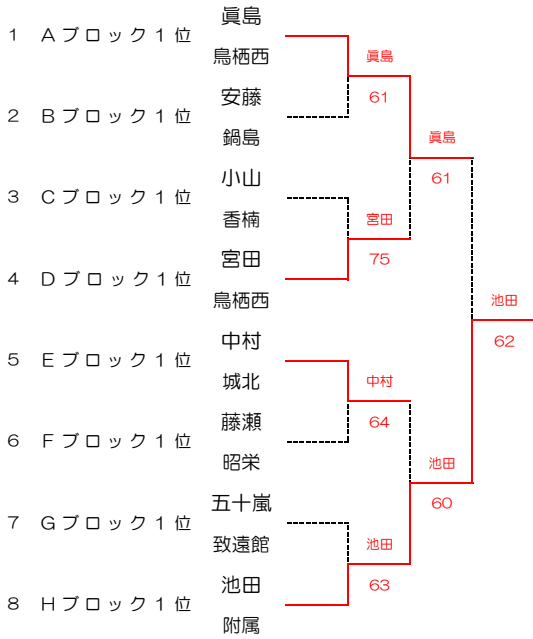 眞島
1 Aブロック1位
鳥栖西
眞島
安藤
61
2 Bブロック1位
鍋島
眞島
小山
61
3 Cブロック1位
香楠
宮田
宮田
75
4 Dブロック1位
鳥栖西
池田
中村
62
5 Eブロック1位
城北
中村
藤瀬
64
6 Fブロック1位
昭栄
池田
五十嵐
60
7 Gブロック1位
致遠館
池田
池田
63
8 Hブロック1位
附属